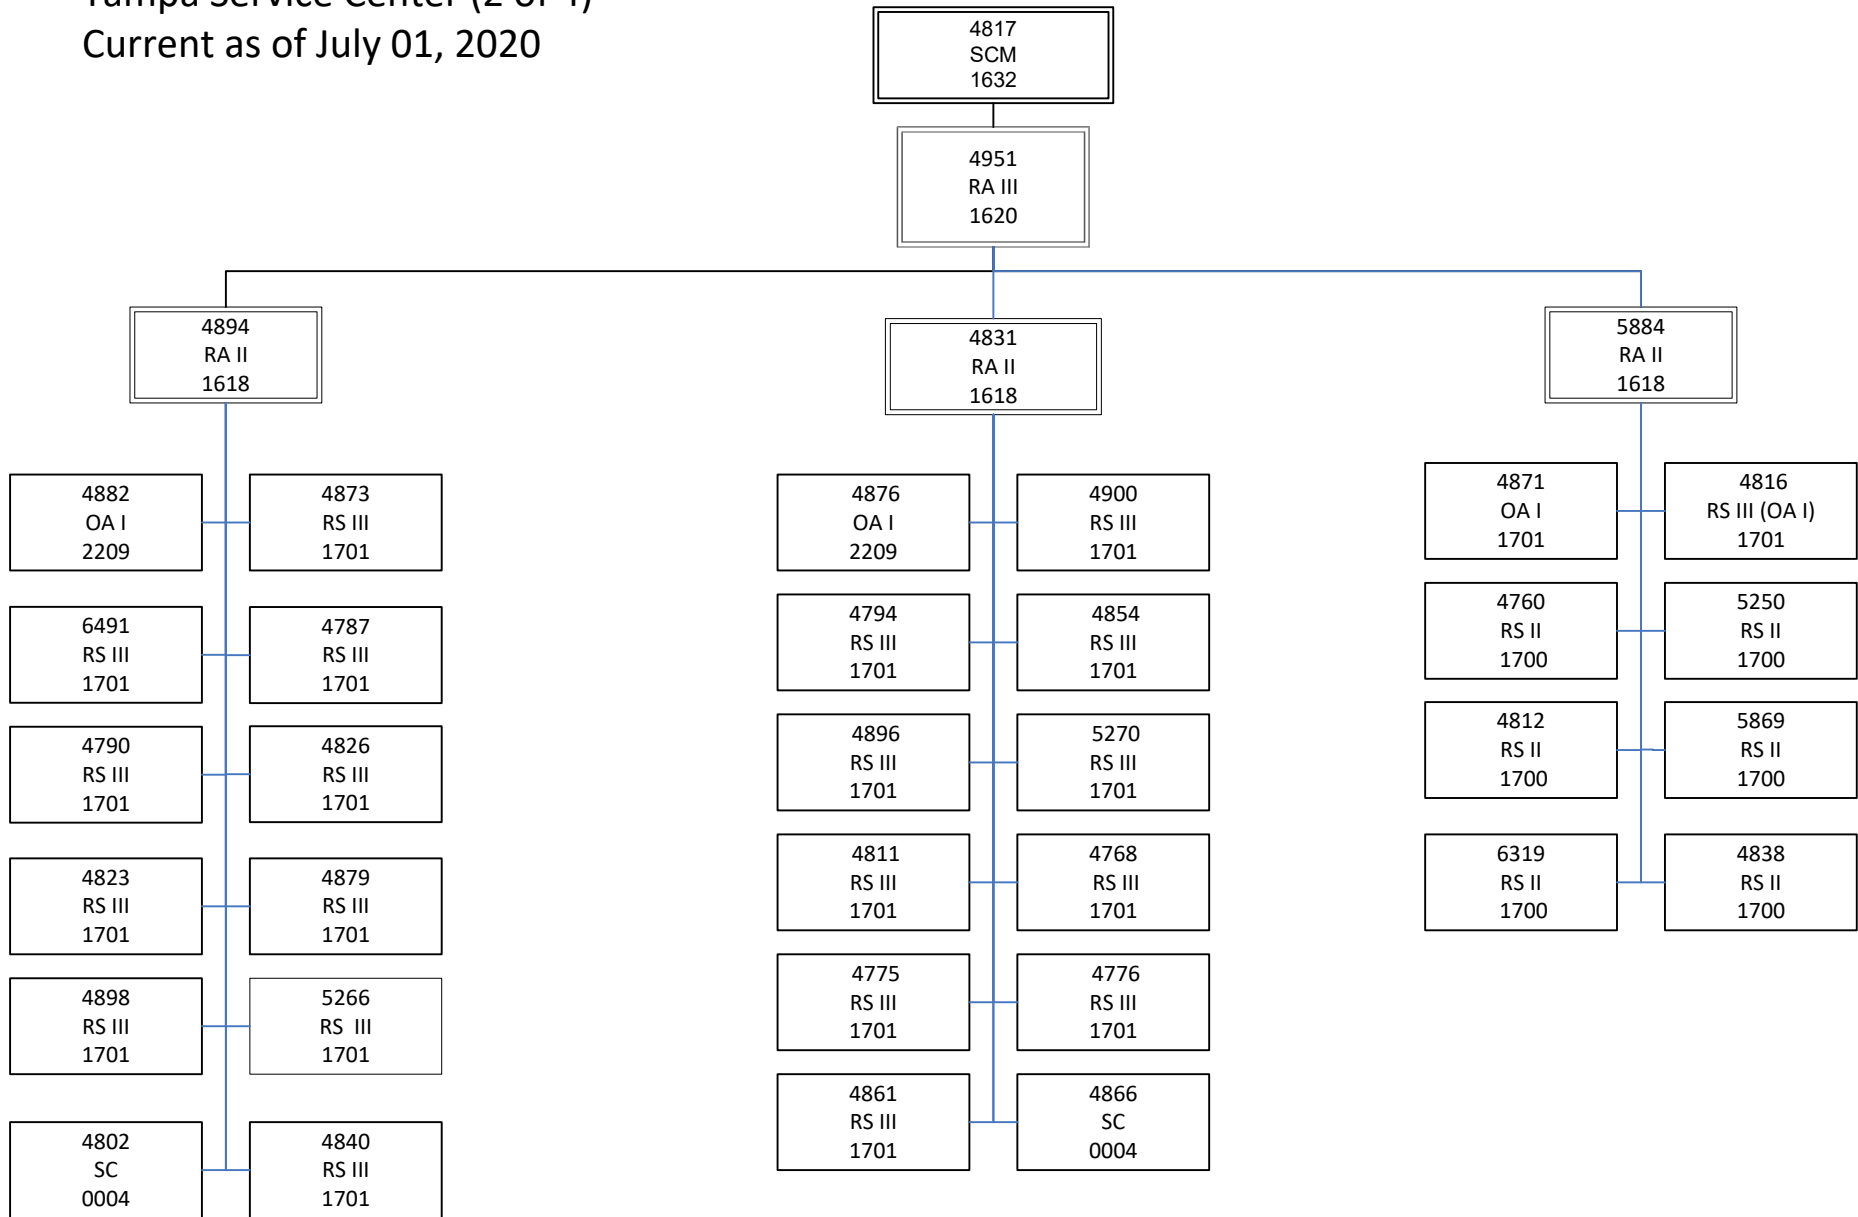 Tampa Service Center (2 of 4)
Current as of July 01, 2020
4817
SCM
1632
4951
RA III
1620
4894
RA II
1618
4831
RA II
1618
5884
RA II
1618
4882
OA I
2209
4873
RS III
1701
6491
RS III
1701
4787
RS III
1701
4790
RS III
1701
4826
RS III
1701
4823
RS III
1701
4879
RS III
1701
4898
RS III
1701
5266
RS  III
1701
4802
SC
0004
4840
RS III
1701
4876
OA I
2209
4900
RS III
1701
4794
RS III
1701
4854
RS III
1701
4896
RS III
1701
5270
RS III
1701
4811
RS III
1701
4768
RS III
1701
4775
RS III
1701
4776
RS III
1701
4861
RS III
1701
4866
SC
0004
4871
OA I
1701
4816
RS III (OA I)
1701
4760
RS II
1700
5250
RS II
1700
4812
RS II
1700
5869
RS II
1700
6319
RS II
1700
4838
RS II
1700